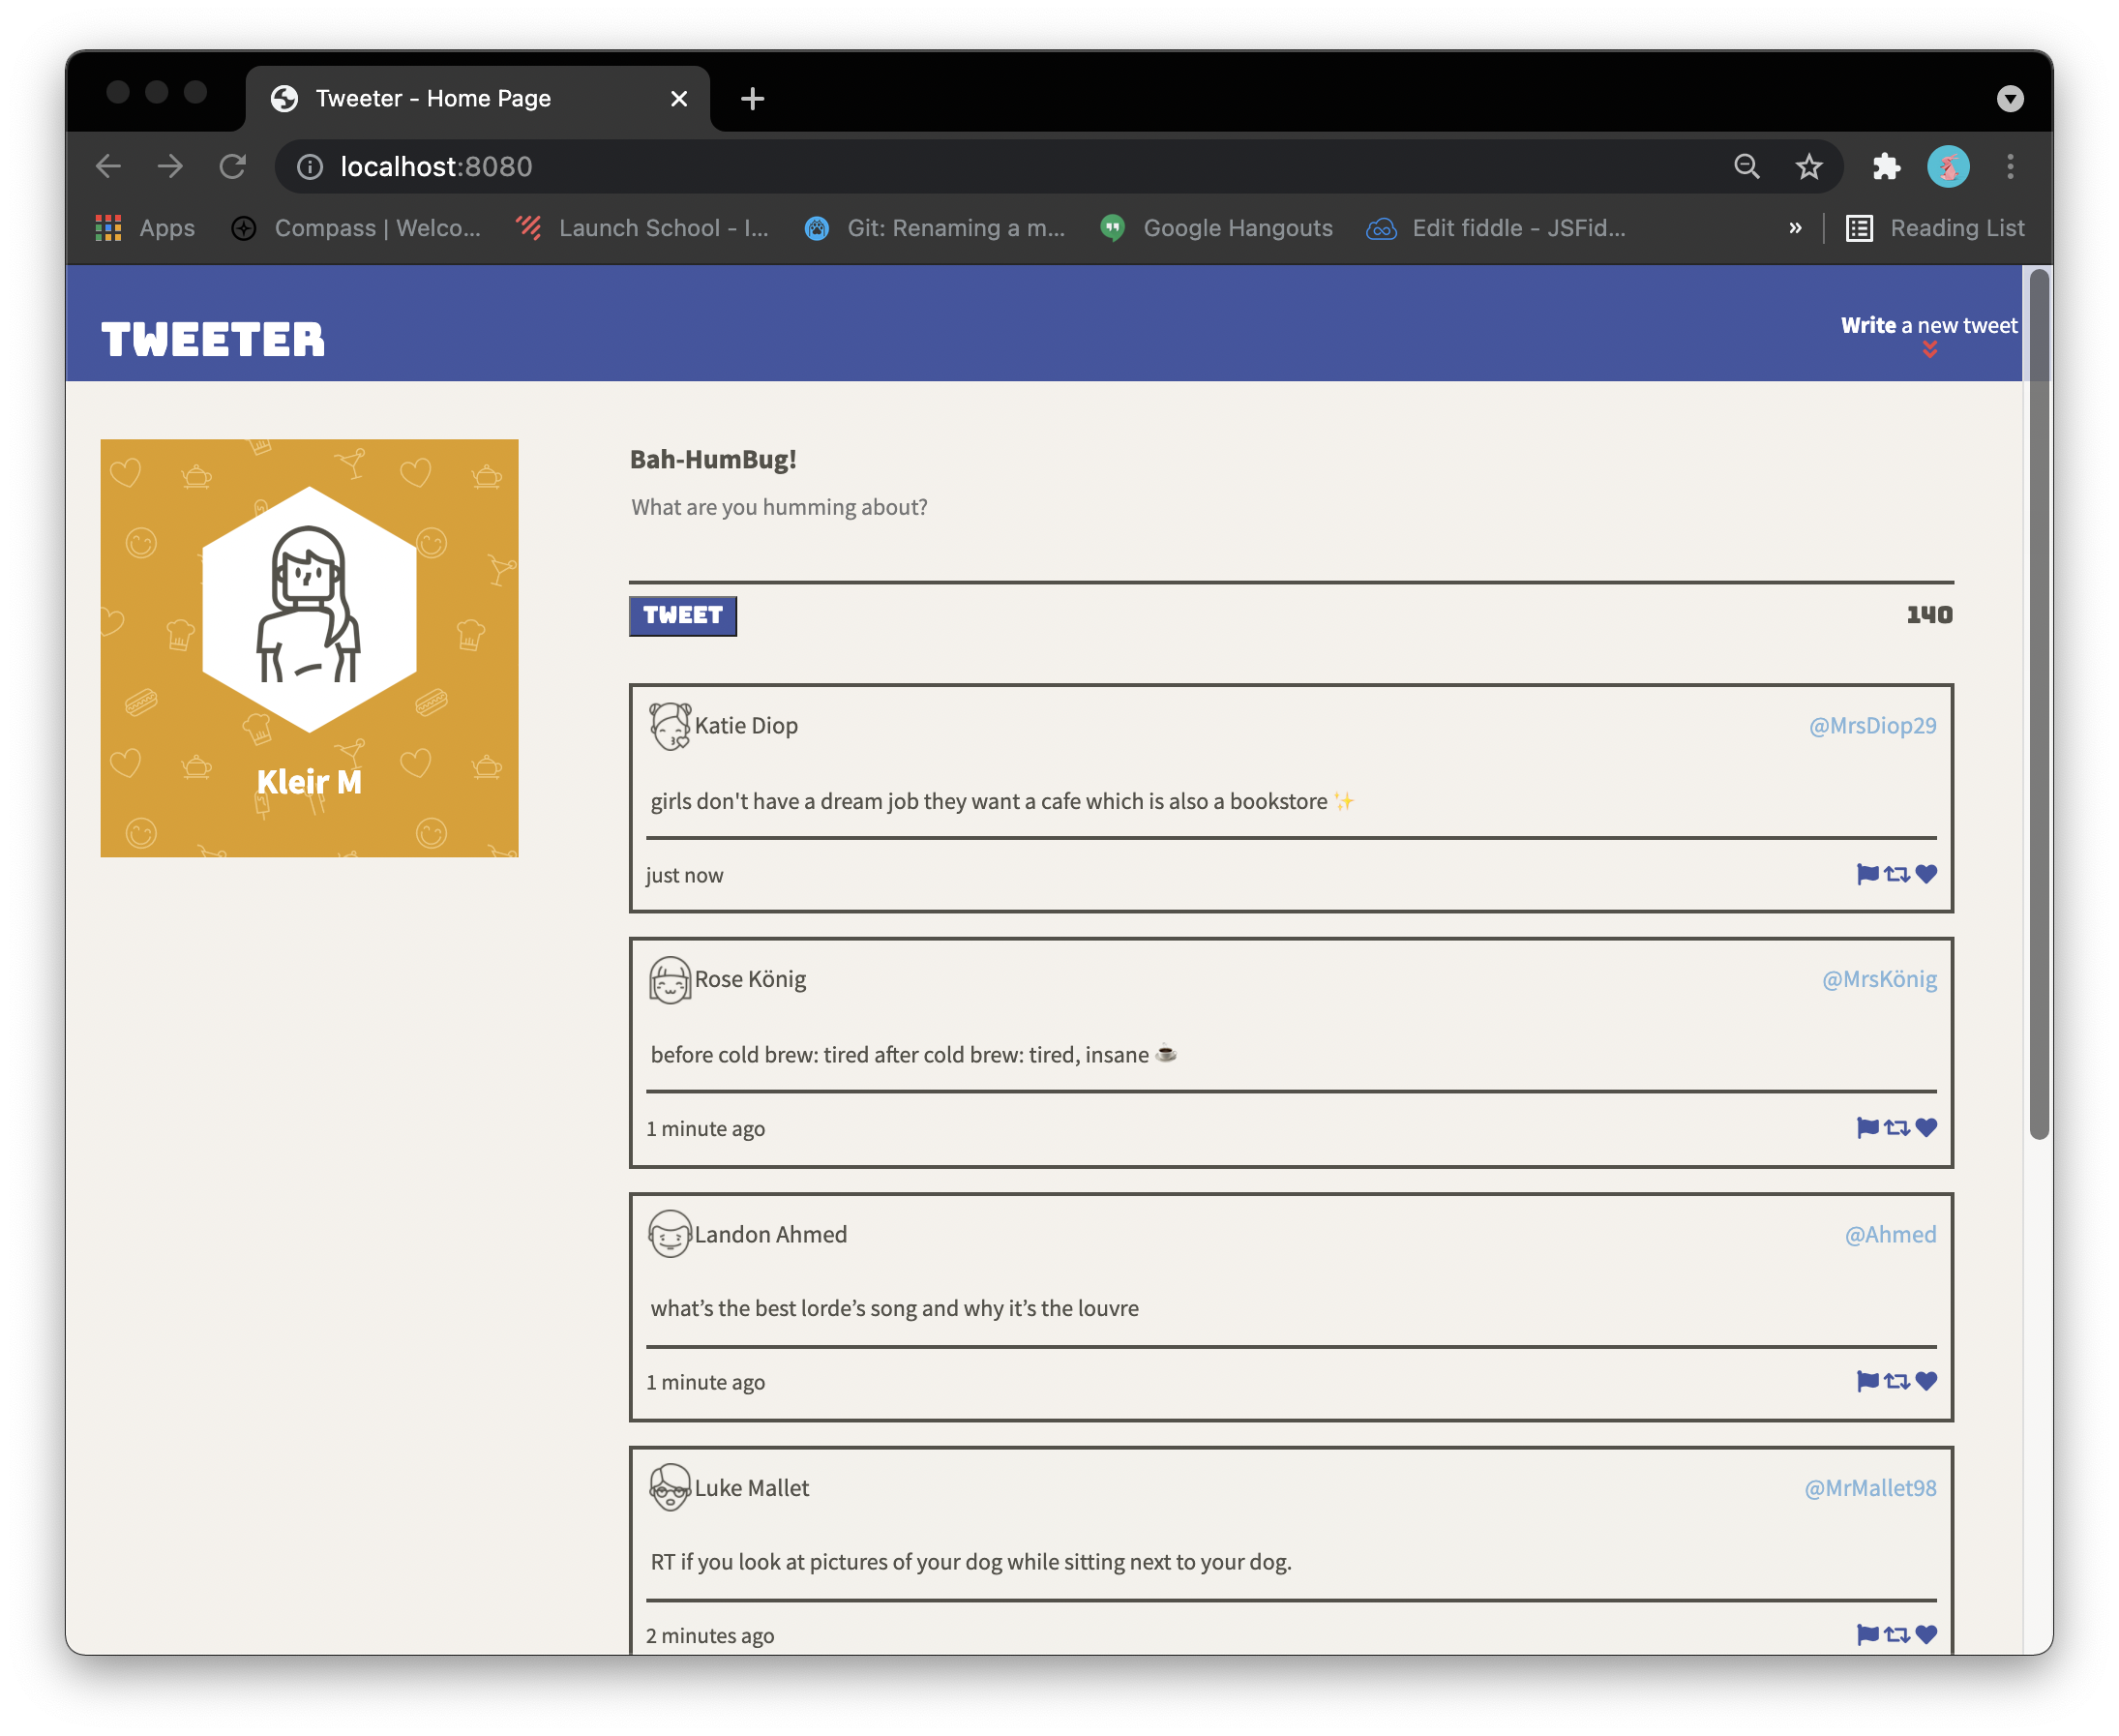 Tweeter - Home Page
localhost:8080
Apps
Compass | Welco...
Launch School - I...
Git: Renaming a m...
Google Hangouts
Edit fiddle - JSFid...
»
Reading List
TWEETER
Write a new tweet
Kleir M
Bah-HumBug!
What are you humming about?
TWEET
140
Katie Diop
@MrsDiop29
girls don't have a dream job they want a cafe which is also a bookstore ✨
just now
Rose König
@MrsKönig
before cold brew: tired after cold brew: tired, insane ☕
1 minute ago
Landon Ahmed
@Ahmed
what’s the best lorde’s song and why it’s the louvre
1 minute ago
Luke Mallet
@MrMallet98
RT if you look at pictures of your dog while sitting next to your dog.
2 minutes ago